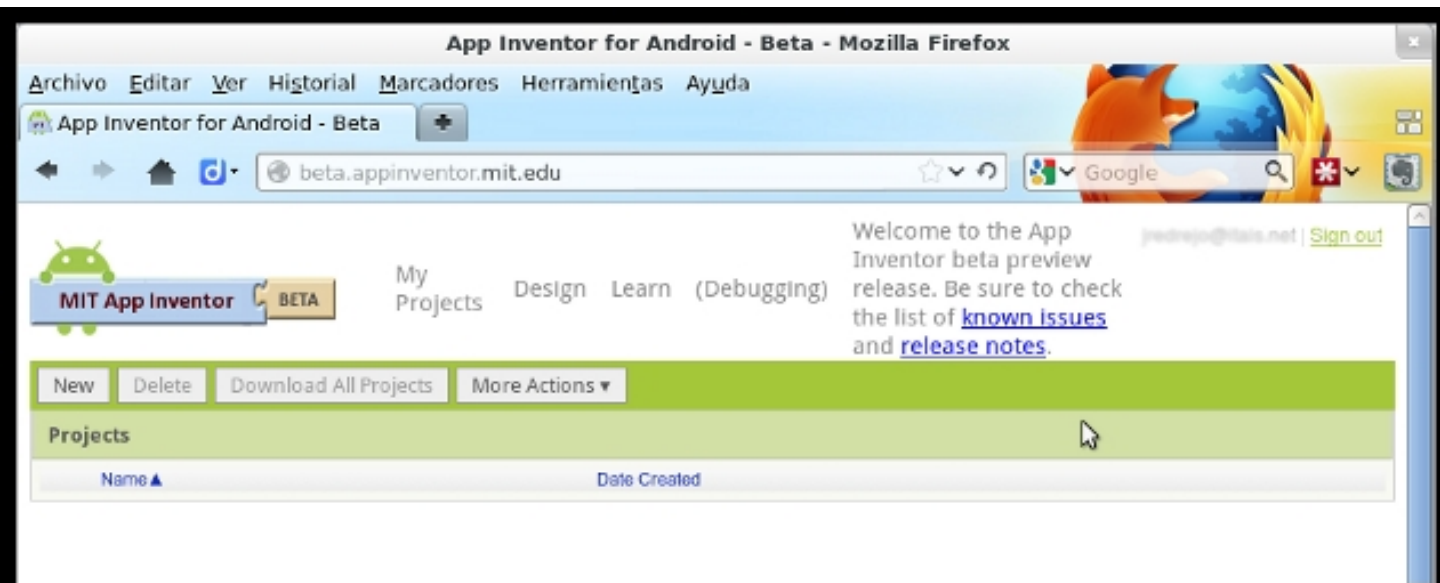 App Inventor for Android - Beta - Mozilla Firefox
Archivo Editar Ver Historial Marcadores Herramientas Ayuda
App Inventor for Android - Beta
beta.appinventor.mit.edu
Google
MIT App Inventor BETA
My Projects
Design
Learn
(Debugging)
Welcome to the App
Inventor beta preview
release. Be sure to check
the list of known issues
and release notes.
| Sign out
New Delete Download All Projects More Actions ▾
Projects
Name▲ Date Created